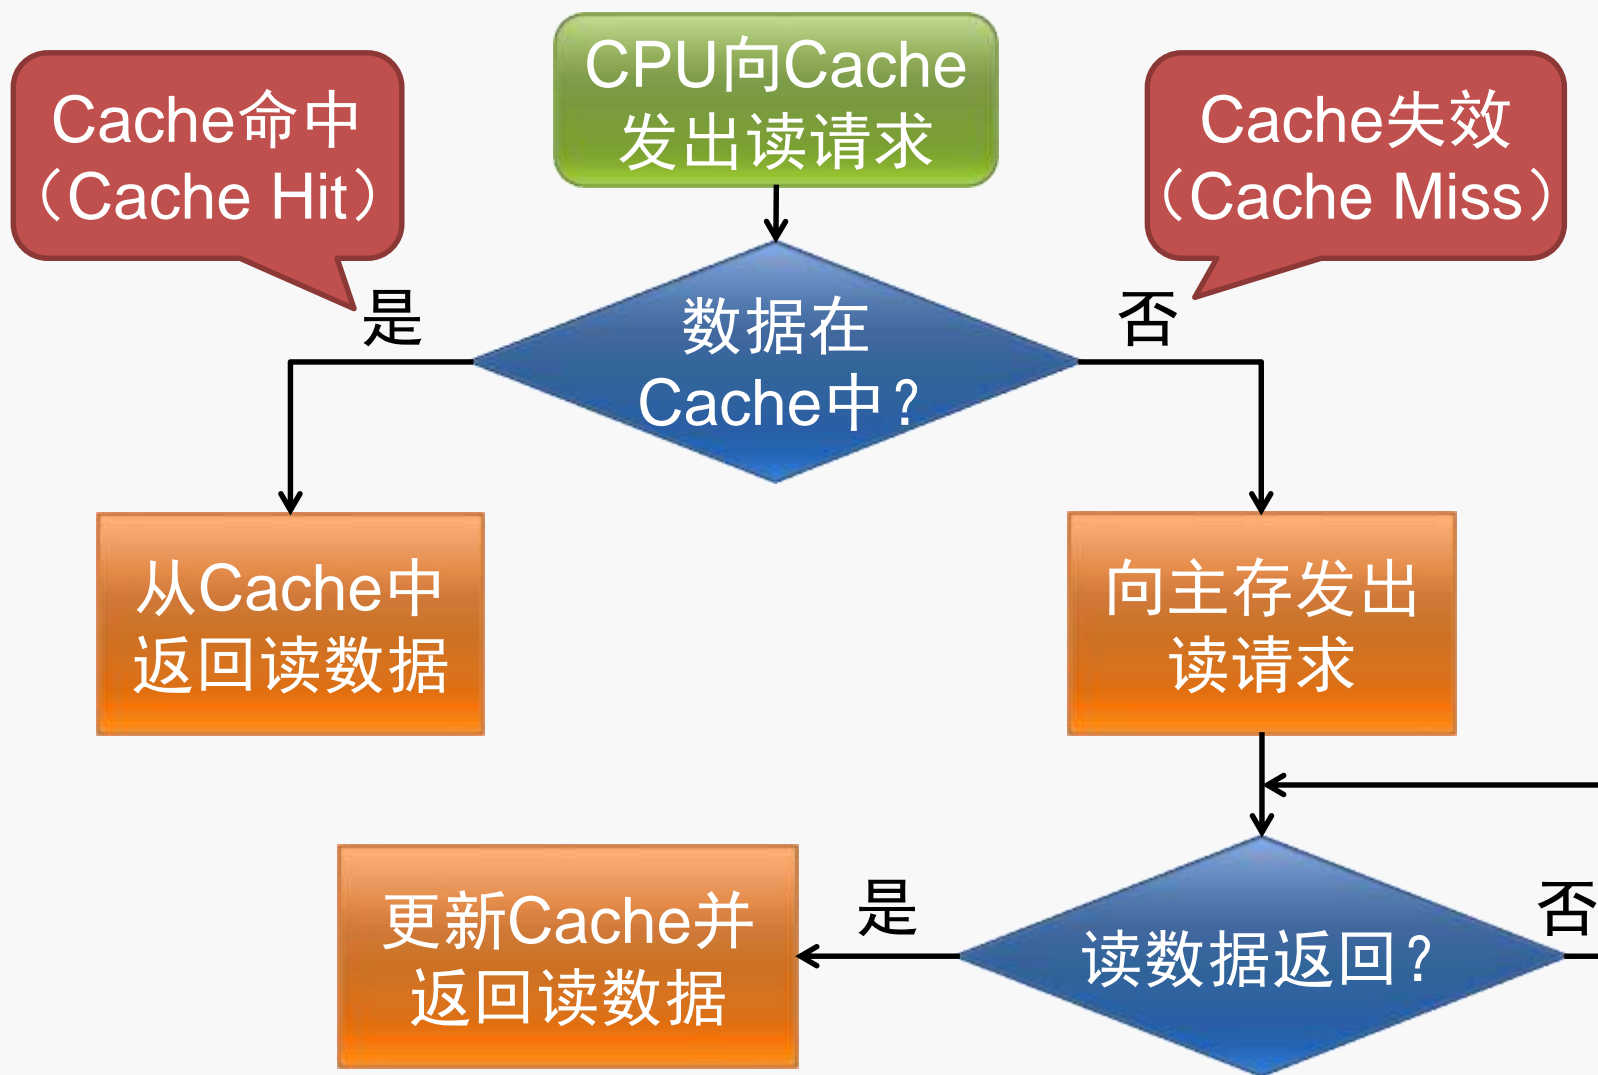 CPU向Cache
发出读请求
Cache命中
（Cache Hit）
Cache失效
（Cache Miss）
是
数据在
Cache中？
否
从Cache中
返回读数据
向主存发出
读请求
更新Cache并
返回读数据
是
读数据返回？
否